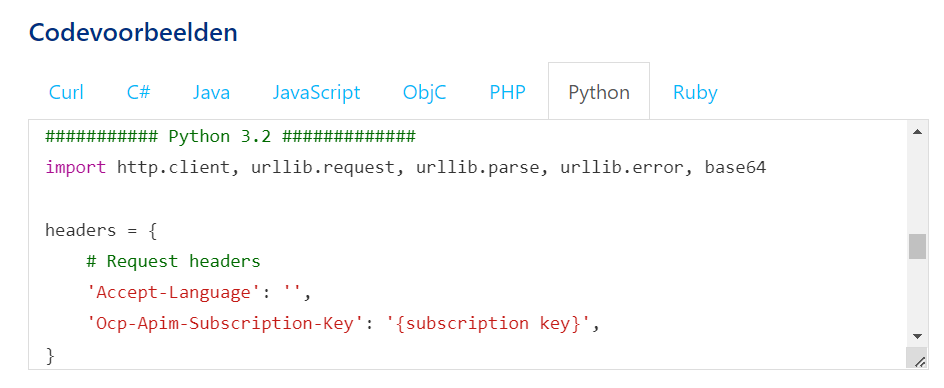 Codevoorbeelden
Curl C# Java JavaScript ObjC PHP Python Ruby
########### Python 3.2 #############
import http.client, urllib.request, urllib.parse, urllib.error, base64
headers = {
    # Request headers
    'Accept-Language': '',
    'Ocp-Apim-Subscription-Key': '{subscription key}',
}